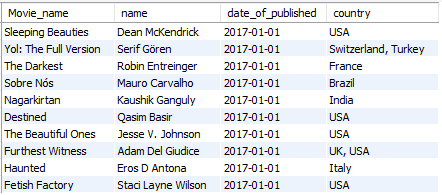 Movie_name name date_of_published country
Sleeping Beauties Dean McKendrick 2017-01-01 USA
Yol: The Full Version Serif Gören 2017-01-01 Switzerland, Turkey
The Darkest Robin Entreinger 2017-01-01 France
Sobre Nós Mauro Carvalho 2017-01-01 Brazil
Nagarkirtan Kaushik Ganguly 2017-01-01 India
Destined Qasim Basir 2017-01-01 USA
The Beautiful Ones Jesse V. Johnson 2017-01-01 USA
Furthest Witness Adam Del Giudice 2017-01-01 UK, USA
Haunted Eros D Antona 2017-01-01 Italy
Fetish Factory Staci Layne Wilson 2017-01-01 USA